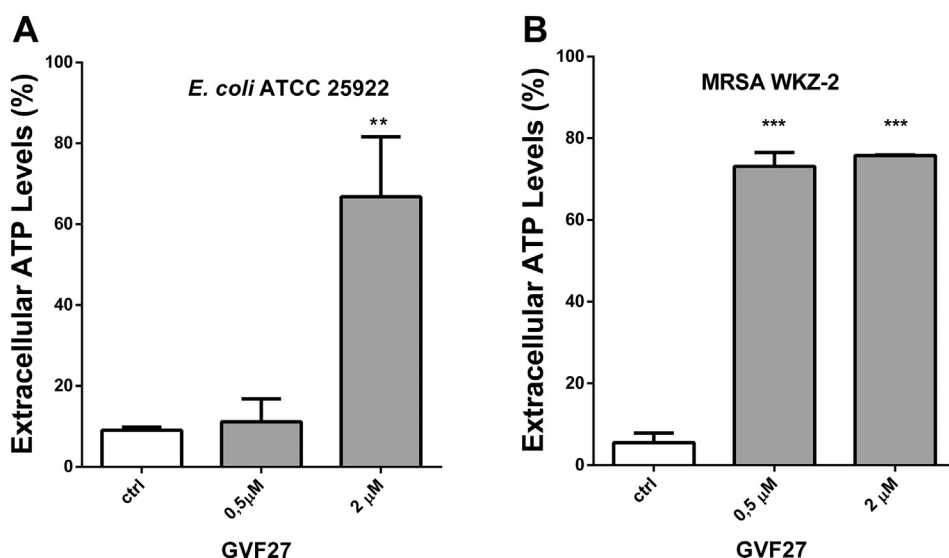 A
Extracellular ATP Levels (%)
100
80
60
40
20
0
E. coli ATCC 25922
**
ctrl
0,5μM
2 μM
GVF27
B
Extracellular ATP Levels (%)
100
80
60
40
20
0
MRSA WKZ-2
***
***
ctrl
0,5 μM
2 μM
GVF27